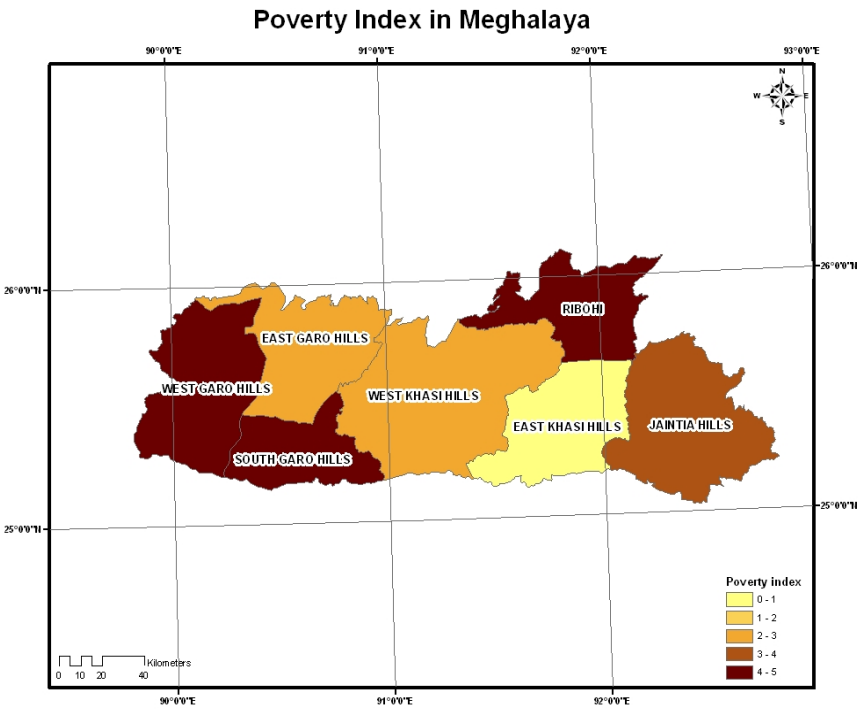 Poverty Index in Meghalaya
90°0'0"E 91°0'0"E 92°0'0"E 93°0'0"E
N
W E
S
26°0'0"N
26°0'0"N
RIBOHI
EAST GARO HILLS
WEST GARO HILLS
WEST KHASI HILLS
EAST KHASI HILLS
JAINTIA HILLS
SOUTH GARO HILLS
25°0'0"N
25°0'0"N
Poverty index
0 - 1
1 - 2
2 - 3
3 - 4
4 - 5
Kilometers
0 10 20 40
90°0'0"E 91°0'0"E 92°0'0"E